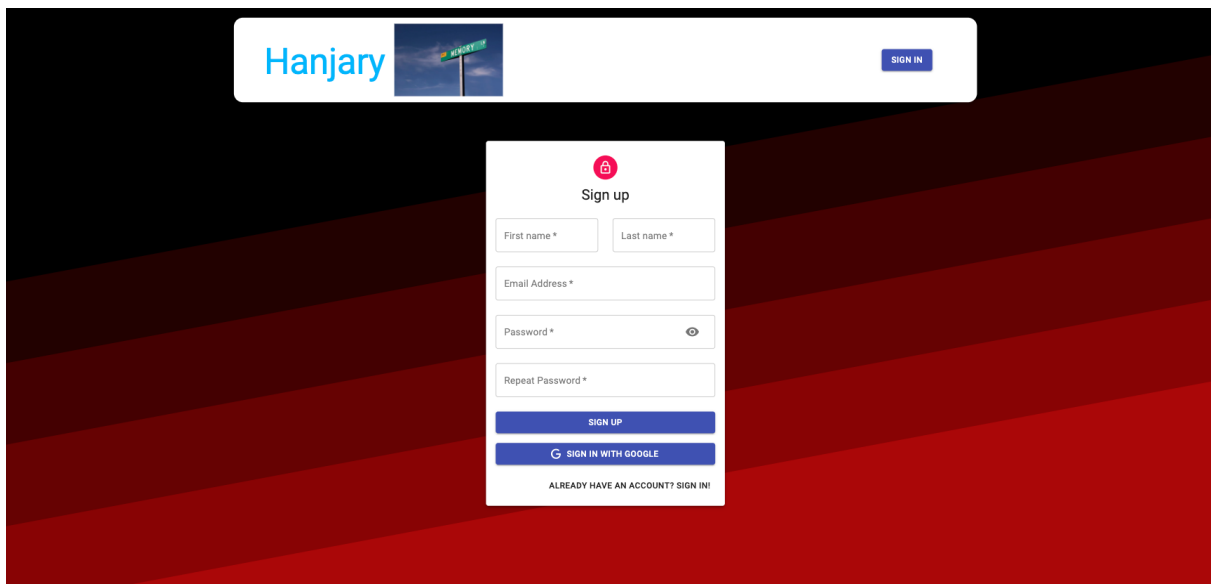 Hanjary
MEMORY LN
SIGN IN
Sign up
First name *
Last name *
Email Address *
Password *
Repeat Password *
SIGN UP
SIGN IN WITH GOOGLE
ALREADY HAVE AN ACCOUNT? SIGN IN!